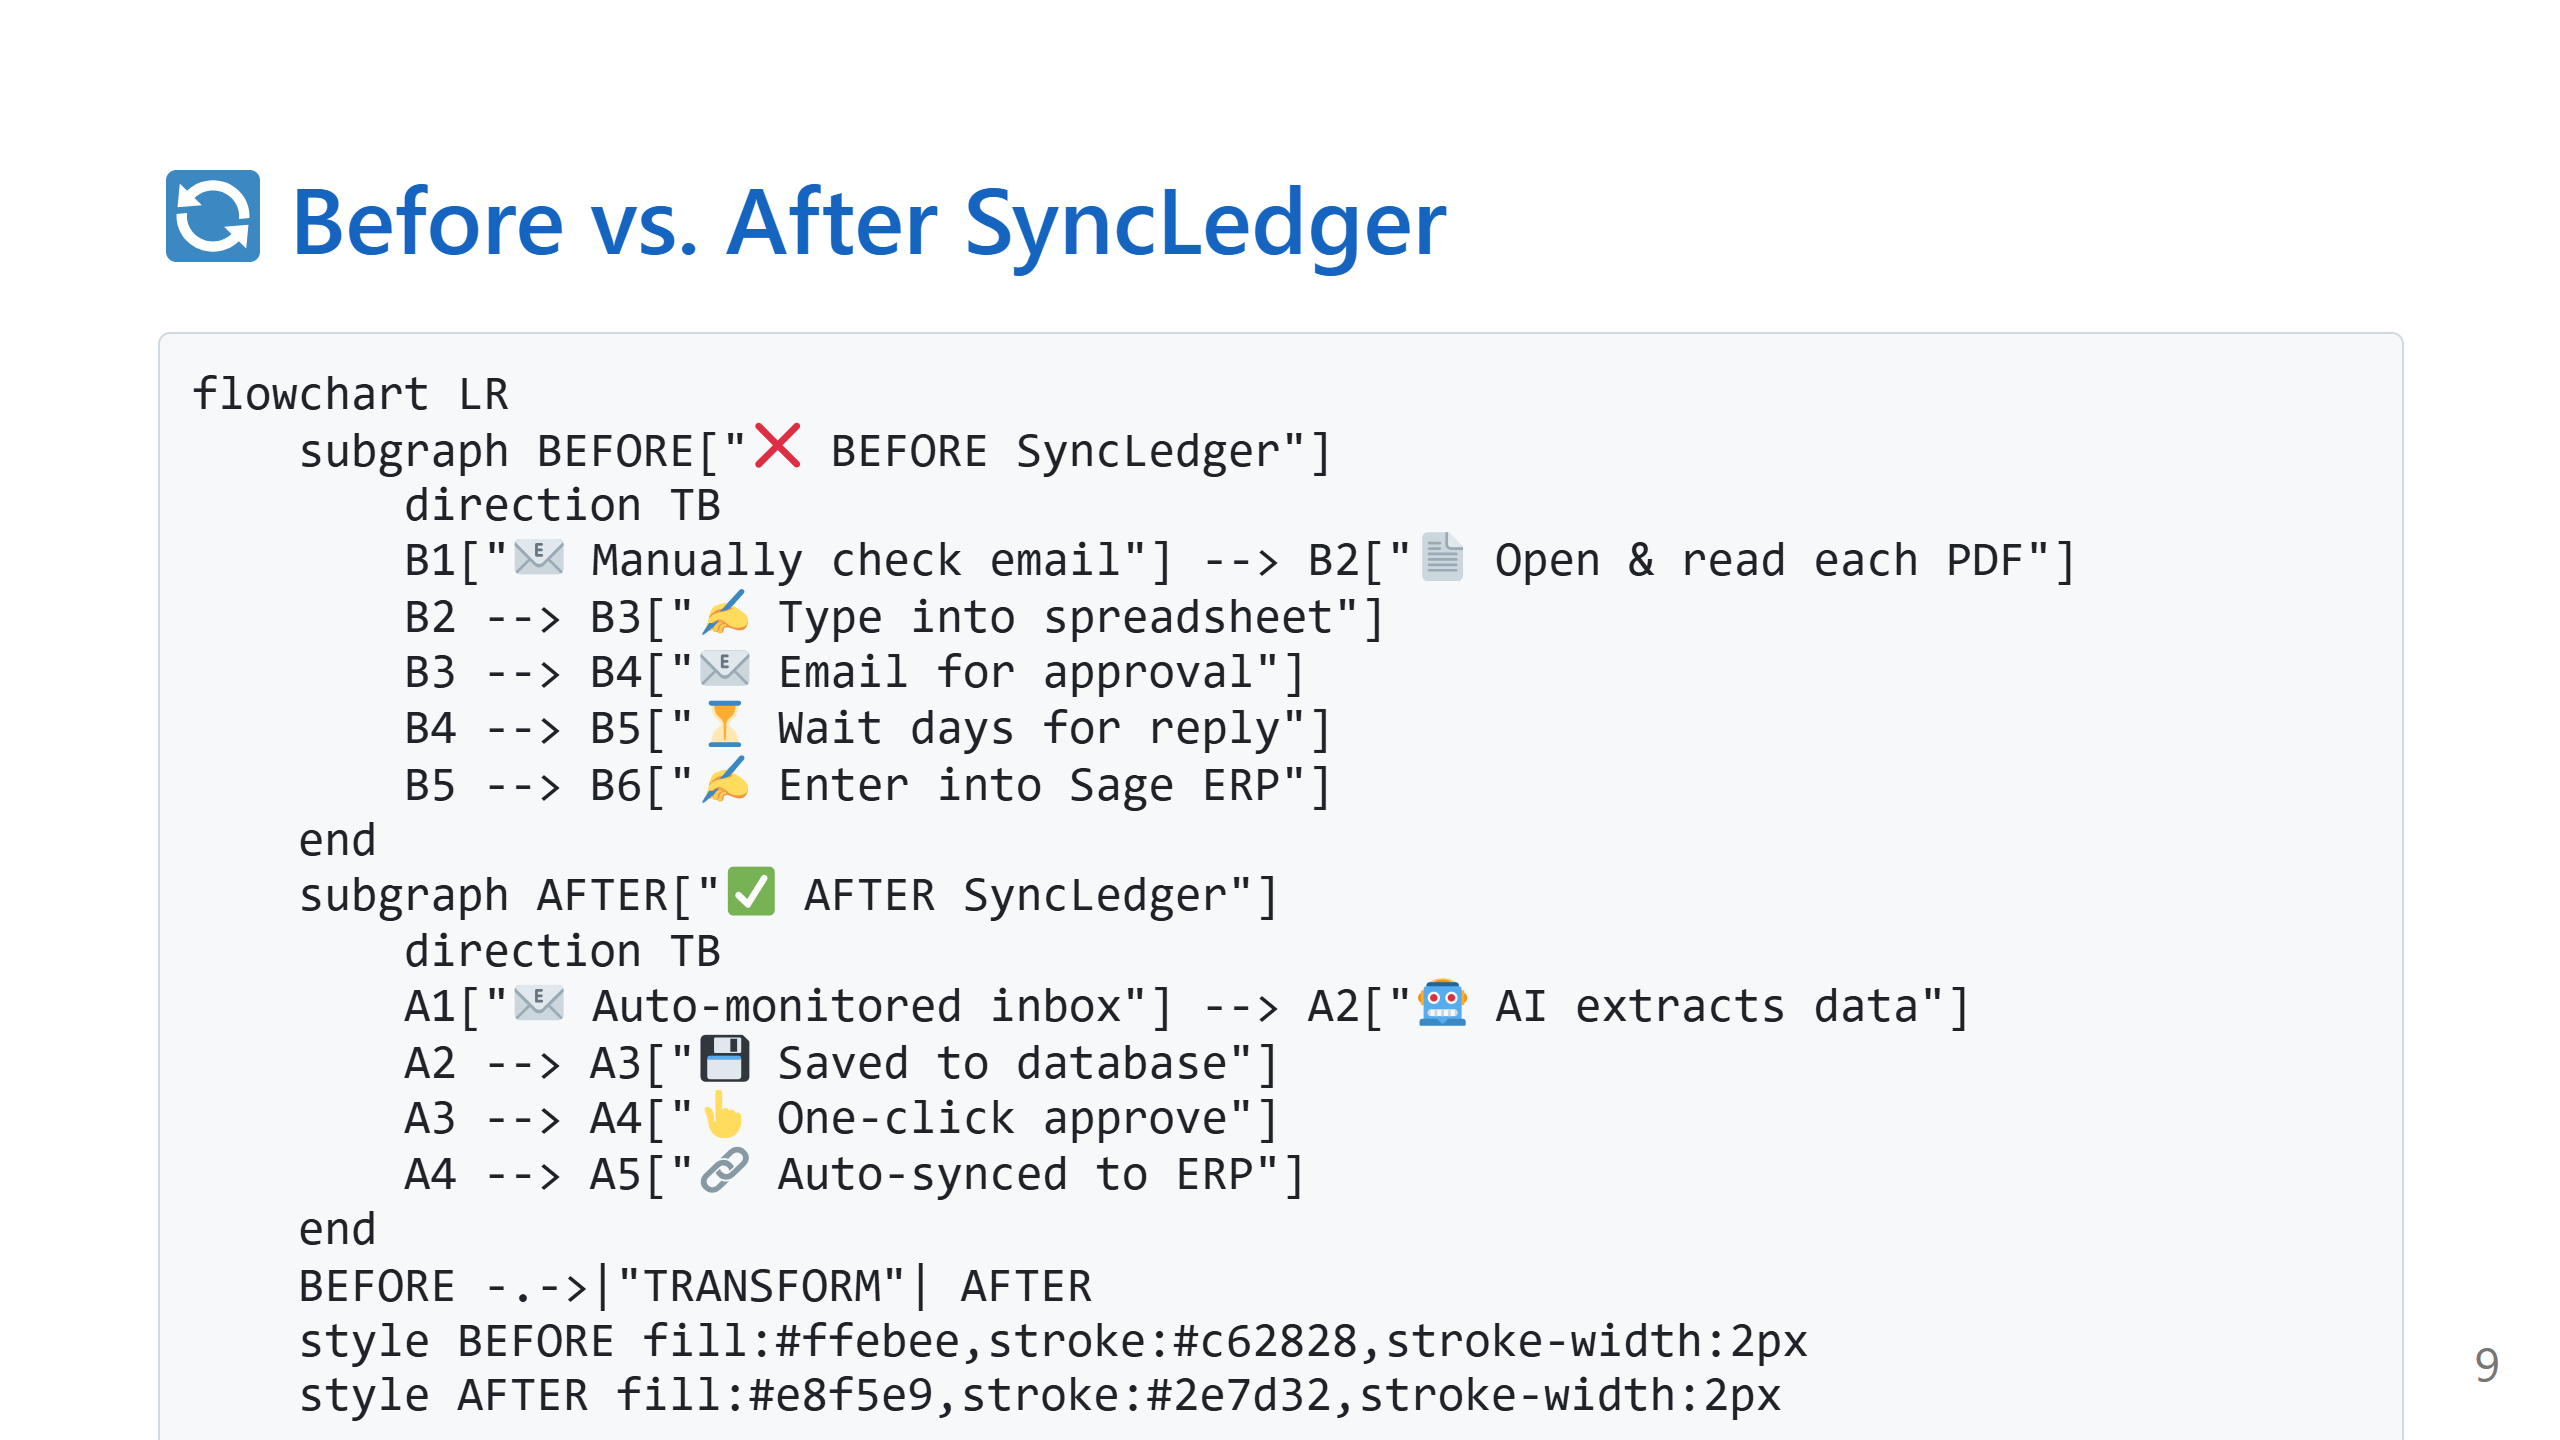 🔄 Before vs. After SyncLedger
flowchart LR
    subgraph BEFORE["❌ BEFORE SyncLedger"]
        direction TB
        B1["📧 Manually check email"] --> B2["📄 Open & read each PDF"]
        B2 --> B3["✍️ Type into spreadsheet"]
        B3 --> B4["📧 Email for approval"]
        B4 --> B5["⏳ Wait days for reply"]
        B5 --> B6["✍️ Enter into Sage ERP"]
    end
    subgraph AFTER["✅ AFTER SyncLedger"]
        direction TB
        A1["📧 Auto-monitored inbox"] --> A2["🤖 AI extracts data"]
        A2 --> A3["💾 Saved to database"]
        A3 --> A4["👆 One-click approve"]
        A4 --> A5["🔗 Auto-synced to ERP"]
    end
    BEFORE -.->|"TRANSFORM"| AFTER
    style BEFORE fill:#ffebee,stroke:#c62828,stroke-width:2px
    style AFTER fill:#e8f5e9,stroke:#2e7d32,stroke-width:2px
9